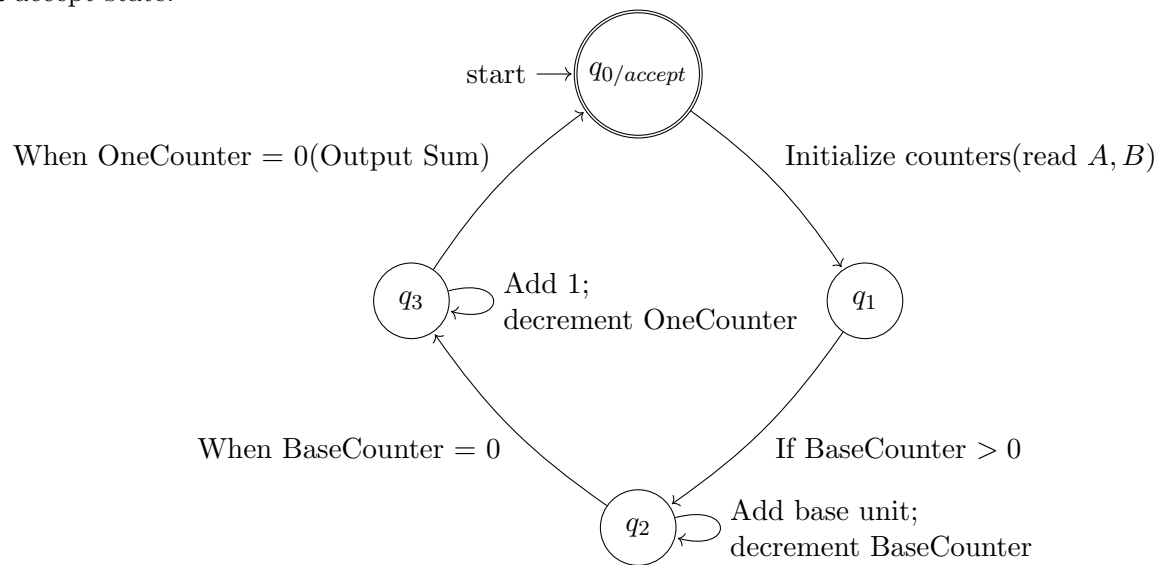 accept state.
start
q0/accept
When OneCounter = 0(Output Sum)
Initialize counters(read A, B)
q3
Add 1;
decrement OneCounter
q1
When BaseCounter = 0
If BaseCounter > 0
q2
Add base unit;
decrement BaseCounter